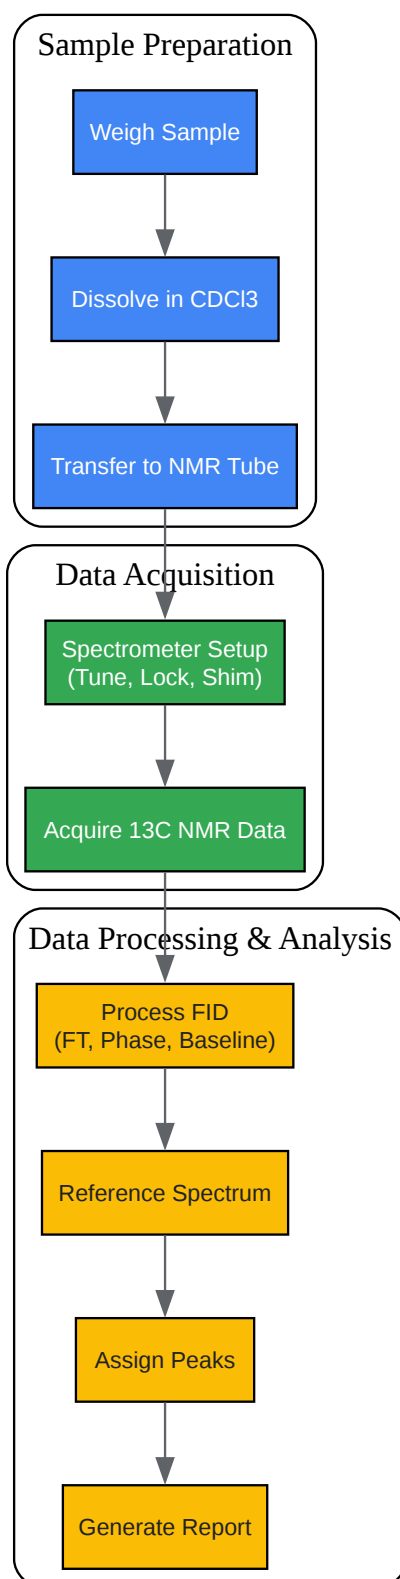 Sample Preparation
Weigh Sample
Dissolve in CDCl3
Transfer to NMR Tube
Data Acquisition
Spectrometer Setup
(Tune, Lock, Shim)
Acquire 13C NMR Data
Data Processing & Analysis
Process FID
(FT, Phase, Baseline)
Reference Spectrum
Assign Peaks
Generate Report